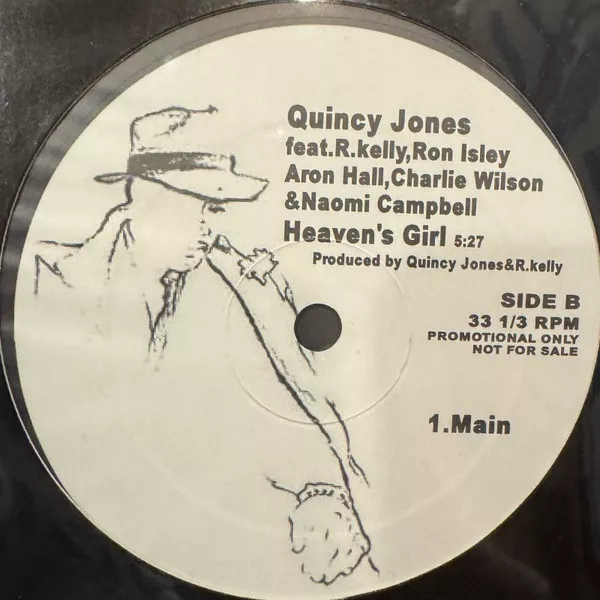 Quincy Jones
feat.R.kelly,Ron Isley
Aron Hall,Charlie Wilson
&Naomi Campbell
Heaven's Girl 5:27
Produced by Quincy Jones&R.kelly
SIDE B
33 1/3 RPM
PROMOTIONAL ONLY
NOT FOR SALE
1.Main